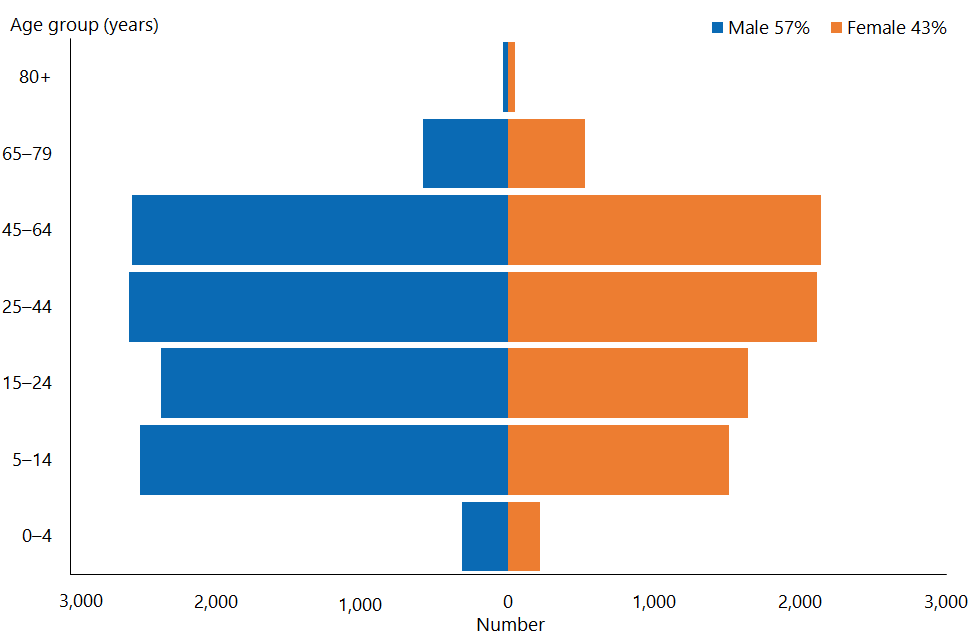 Age group (years)
Male 57% Female 43%
80+
65–79
45–64
25–44
15–24
5–14
0–4
3,000 2,000 1,000 0 1,000 2,000 3,000
Number